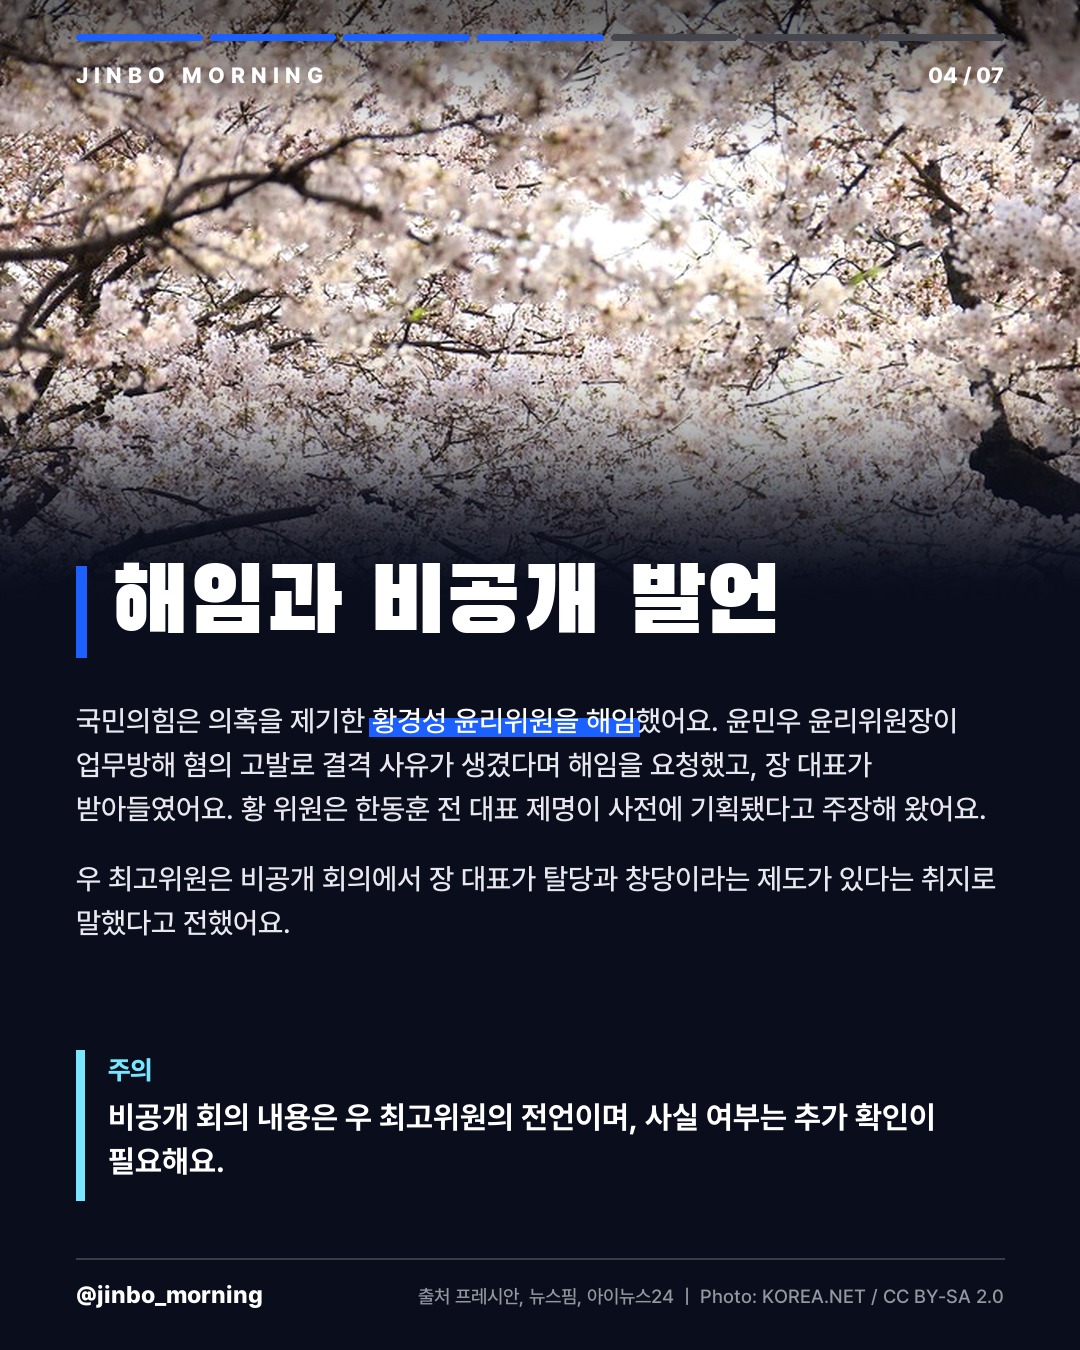 JINBO MORNING
04 / 07
해임과 비공개 발언
국민의힘은 의혹을 제기한 황경성 윤리위원을 해임했어요. 윤민우 윤리위원장이
업무방해 혐의 고발로 결격 사유가 생겼다며 해임을 요청했고, 장 대표가
받아들였어요. 황 위원은 한동훈 전 대표 제명이 사전에 기획됐다고 주장해 왔어요.
우 최고위원은 비공개 회의에서 장 대표가 탈당과 창당이라는 제도가 있다는 취지로
말했다고 전했어요.
주의
비공개 회의 내용은 우 최고위원의 전언이며, 사실 여부는 추가 확인이
필요해요.
@jinbo_morning
출처 프레시안, 뉴스핌, 아이뉴스24 | Photo: KOREA.NET / CC BY-SA 2.0